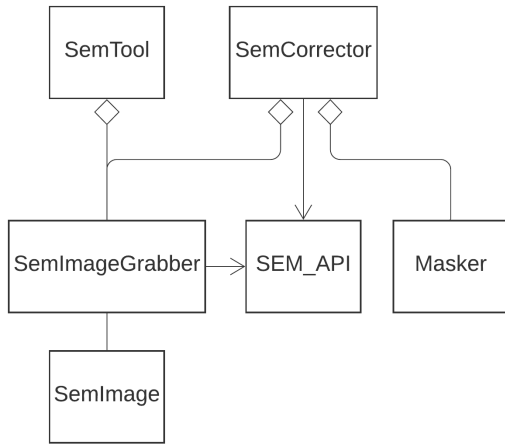 SemTool
SemCorrector
SemImageGrabber
SEM_API
Masker
SemImage